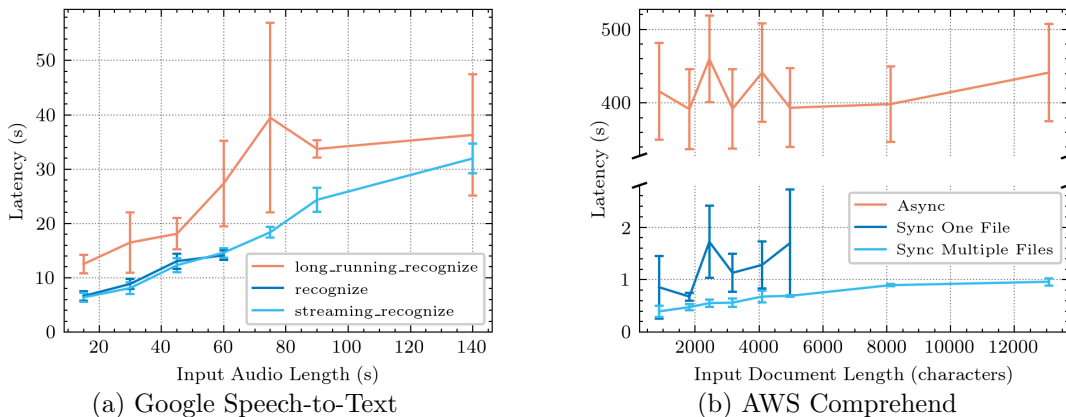 50
40
30
20
10
0
Latency (s)
long_running_recognize
recognize
streaming_recognize
20 40 60 80 100 120 140
Input Audio Length (s)
(a) Google Speech-to-Text
500
400
2
1
0
Latency (s)
Async
Sync One File
Sync Multiple Files
2000 4000 6000 8000 10000 12000
Input Document Length (characters)
(b) AWS Comprehend